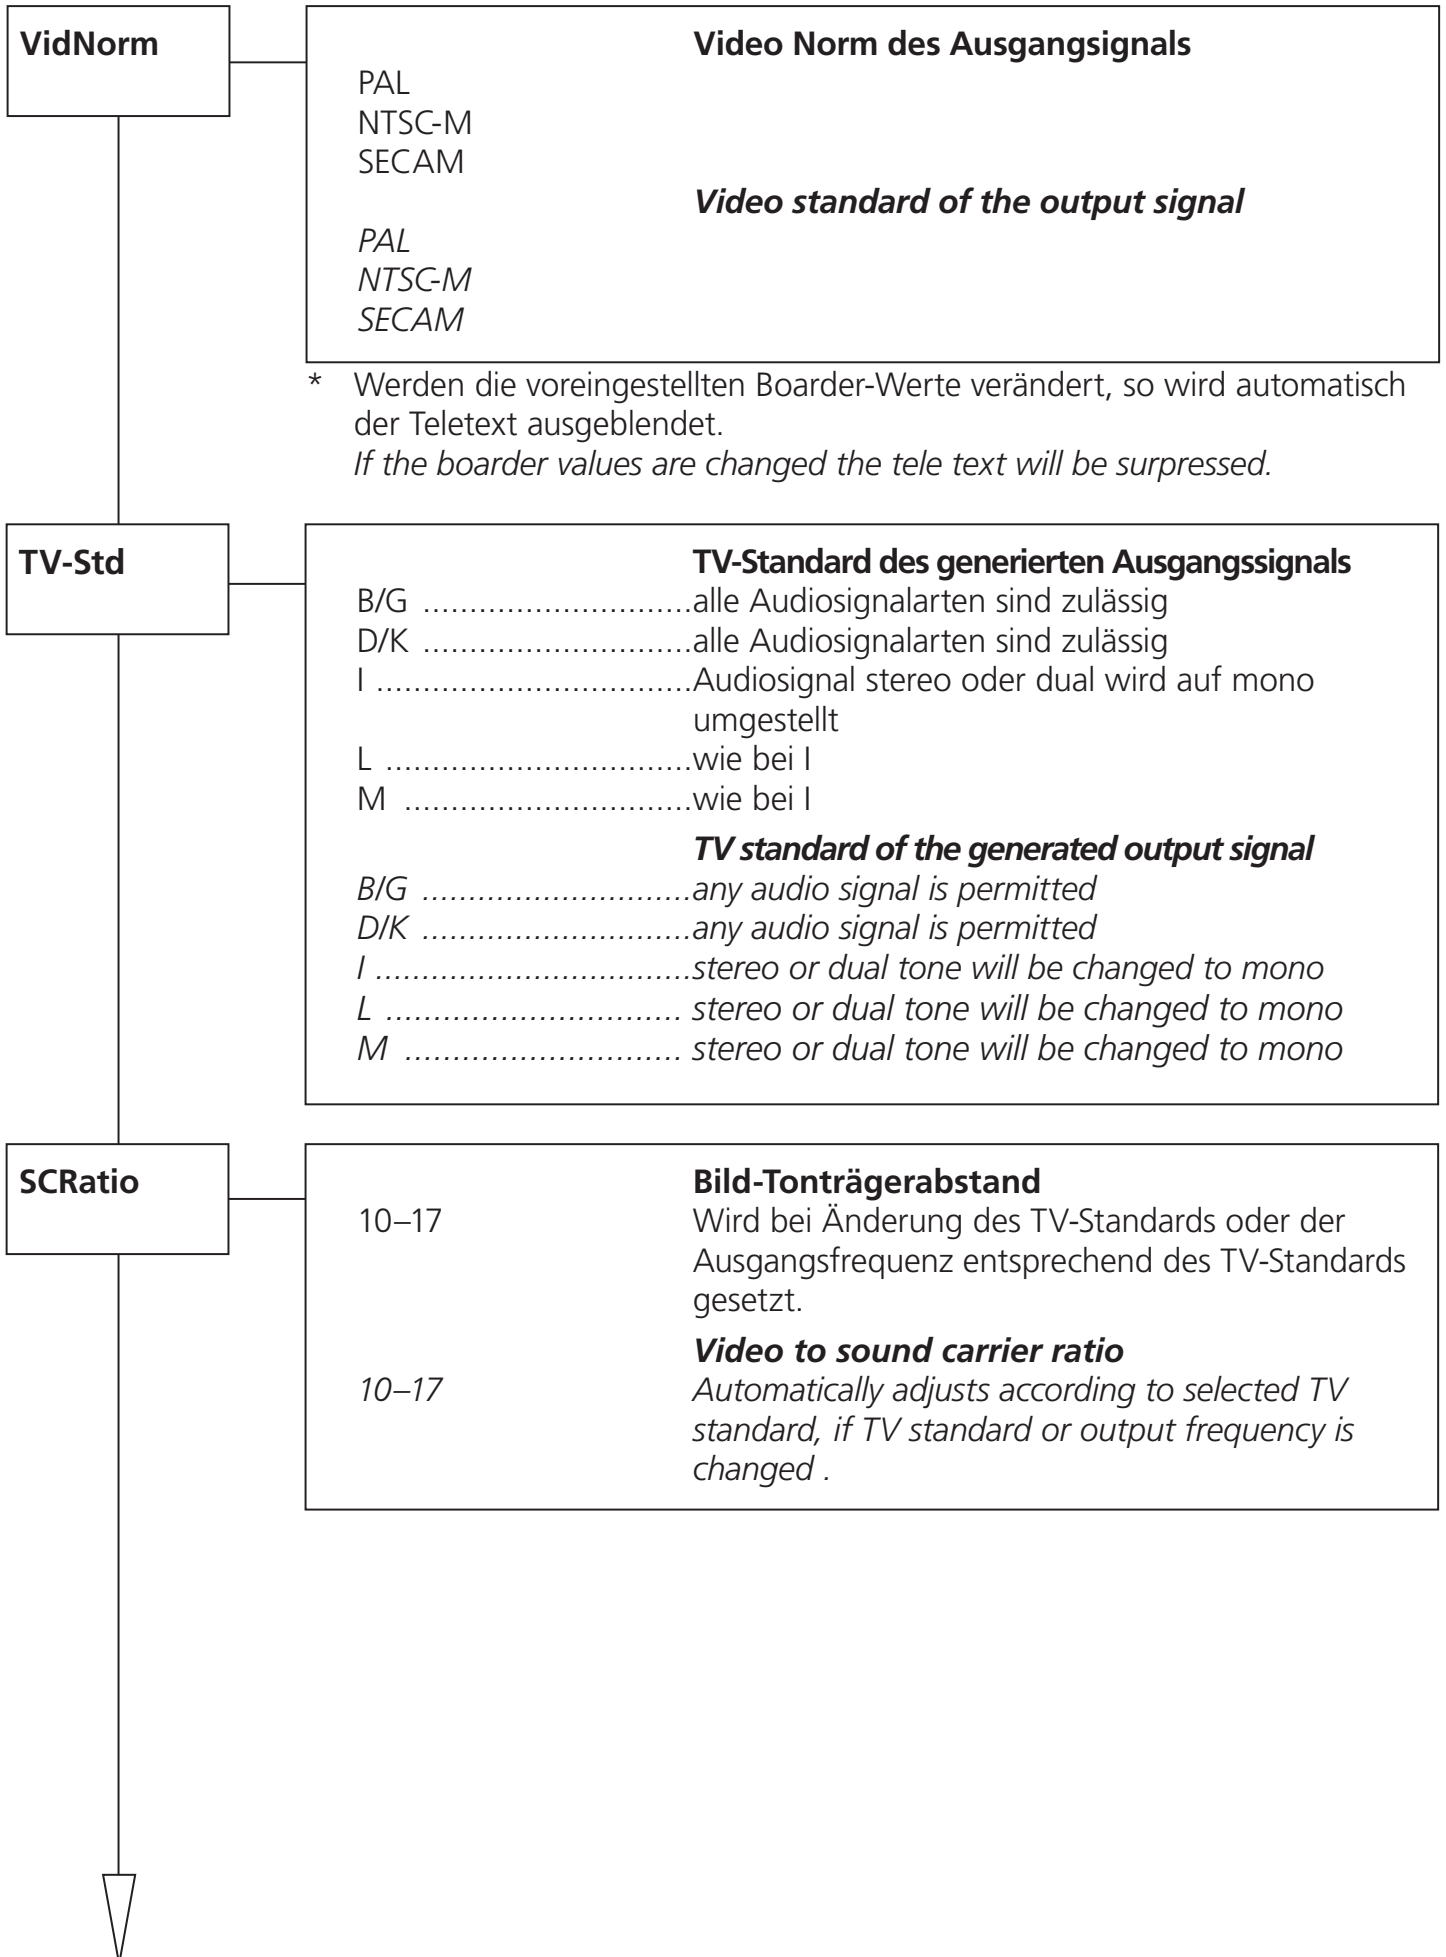 VidNorm
Video Norm des Ausgangsignals
PAL
NTSC-M
SECAM
Video standard of the output signal
PAL
NTSC-M
SECAM
* Werden die voreingestellten Boarder-Werte verändert, so wird automatisch
der Teletext ausgeblendet.
If the boarder values are changed the tele text will be surpressed.
TV-Std
TV-Standard des generierten Ausgangssignals
B/G .............................alle Audiosignalarten sind zulässig
D/K .............................alle Audiosignalarten sind zulässig
I ..................................Audiosignal stereo oder dual wird auf mono
umgestellt
L .................................wie bei I
M ...............................wie bei I
TV standard of the generated output signal
B/G ............................any audio signal is permitted
D/K ............................any audio signal is permitted
I .................................stereo or dual tone will be changed to mono
L ............................... stereo or dual tone will be changed to mono
M ............................. stereo or dual tone will be changed to mono
SCRatio
Bild-Tonträgerabstand
10–17 Wird bei Änderung des TV-Standards oder der
Ausgangsfrequenz entsprechend des TV-Standards
gesetzt.
Video to sound carrier ratio
10–17 Automatically adjusts according to selected TV
standard, if TV standard or output frequency is
changed .